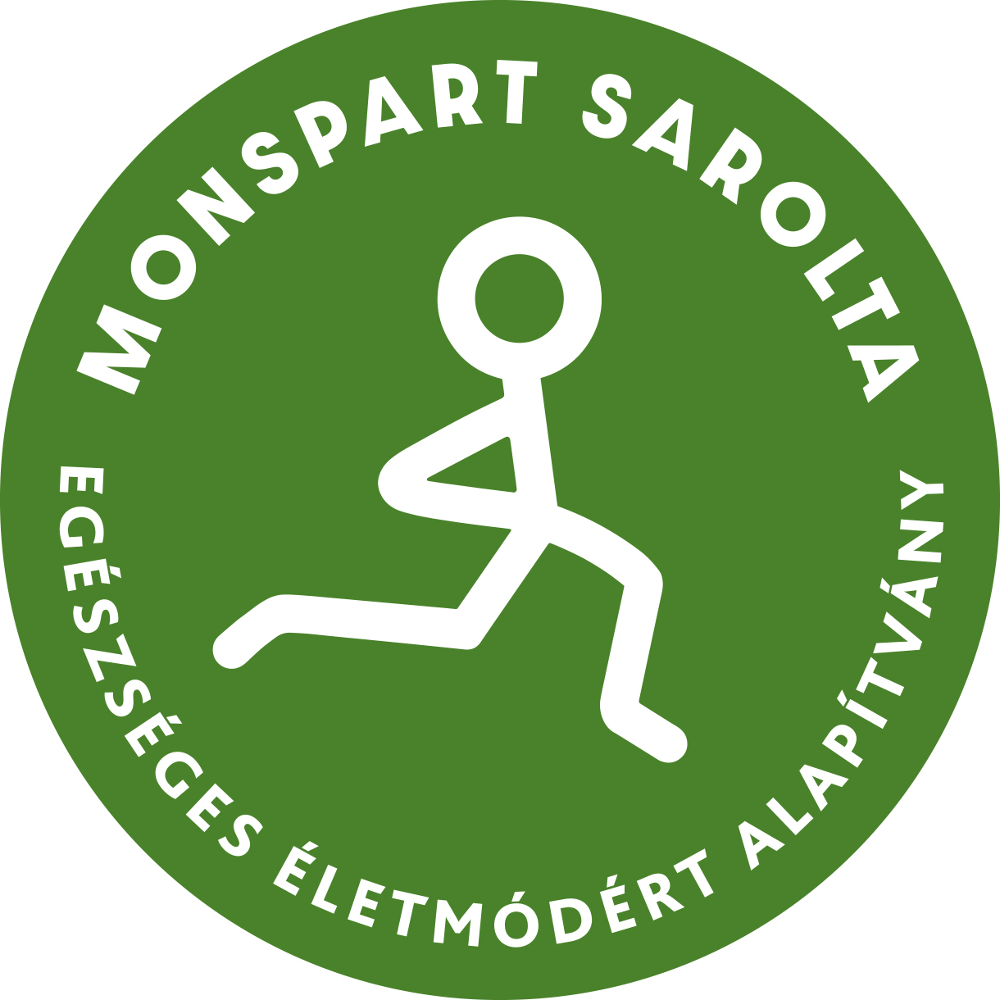 MONSPART SAROLTA
EGÉSZSÉGES ÉLETMÓDÉRT ALAPÍTVÁNY